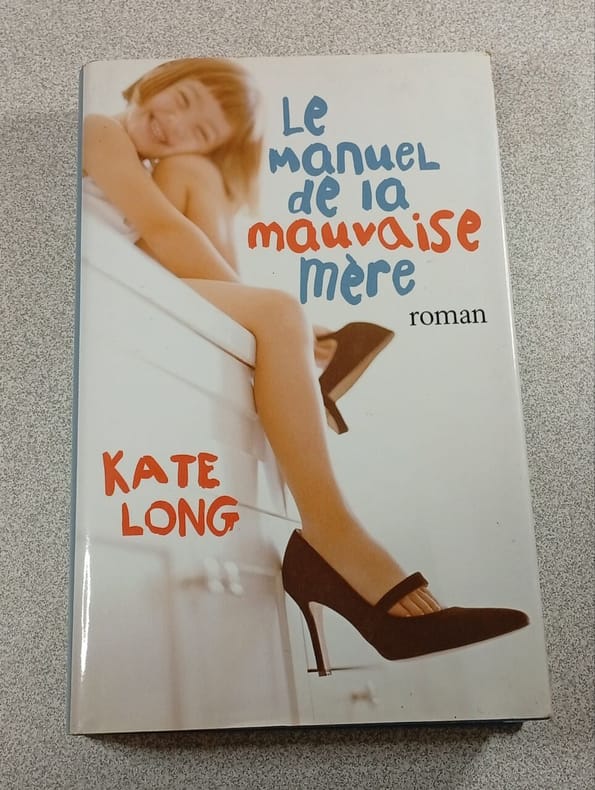 Le
manuel
de la
mauvaise
mère
roman
KATE
LONG